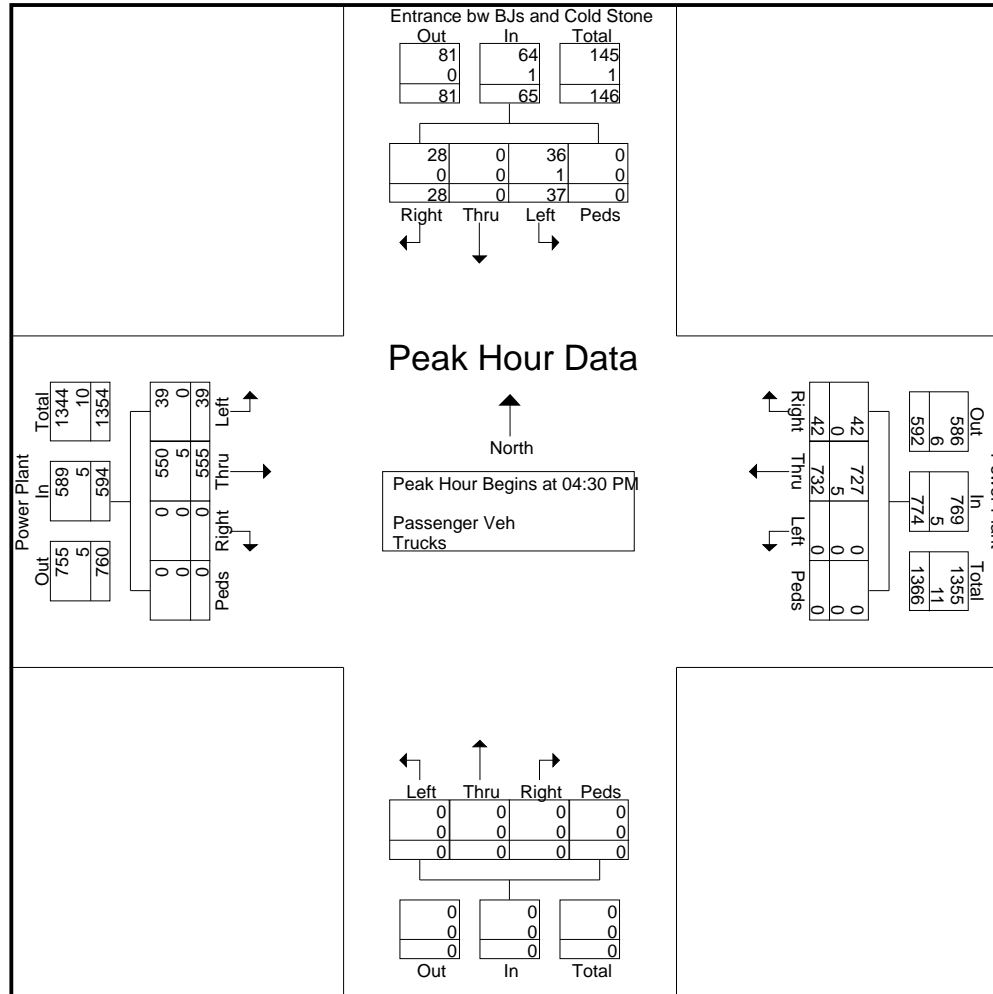 Entrance bw BJs and Cold Stone
Out In Total
81 64 145
0 1 1
81 65 146
28 0 36 0
0 0 1 0
28 0 37 0
Right Thru Left Peds
Peak Hour Data
North
Peak Hour Begins at 04:30 PM
Passenger Veh
Trucks
Power Plant
Out In Total
755 589 1344
5 5 10
760 594 1354
Peds Right Thru Left
0 0 550 39
0 0 5 0
0 0 555 39
Out In Total
586 769 1355
6 5 11
592 774 1366
Right Thru Left Peds
42 727 0 0
0 5 0 0
42 732 0 0
Left Thru Right Peds
0 0 0 0
0 0 0 0
0 0 0 0
0 0 0
0 0 0
0 0 0
Out In Total